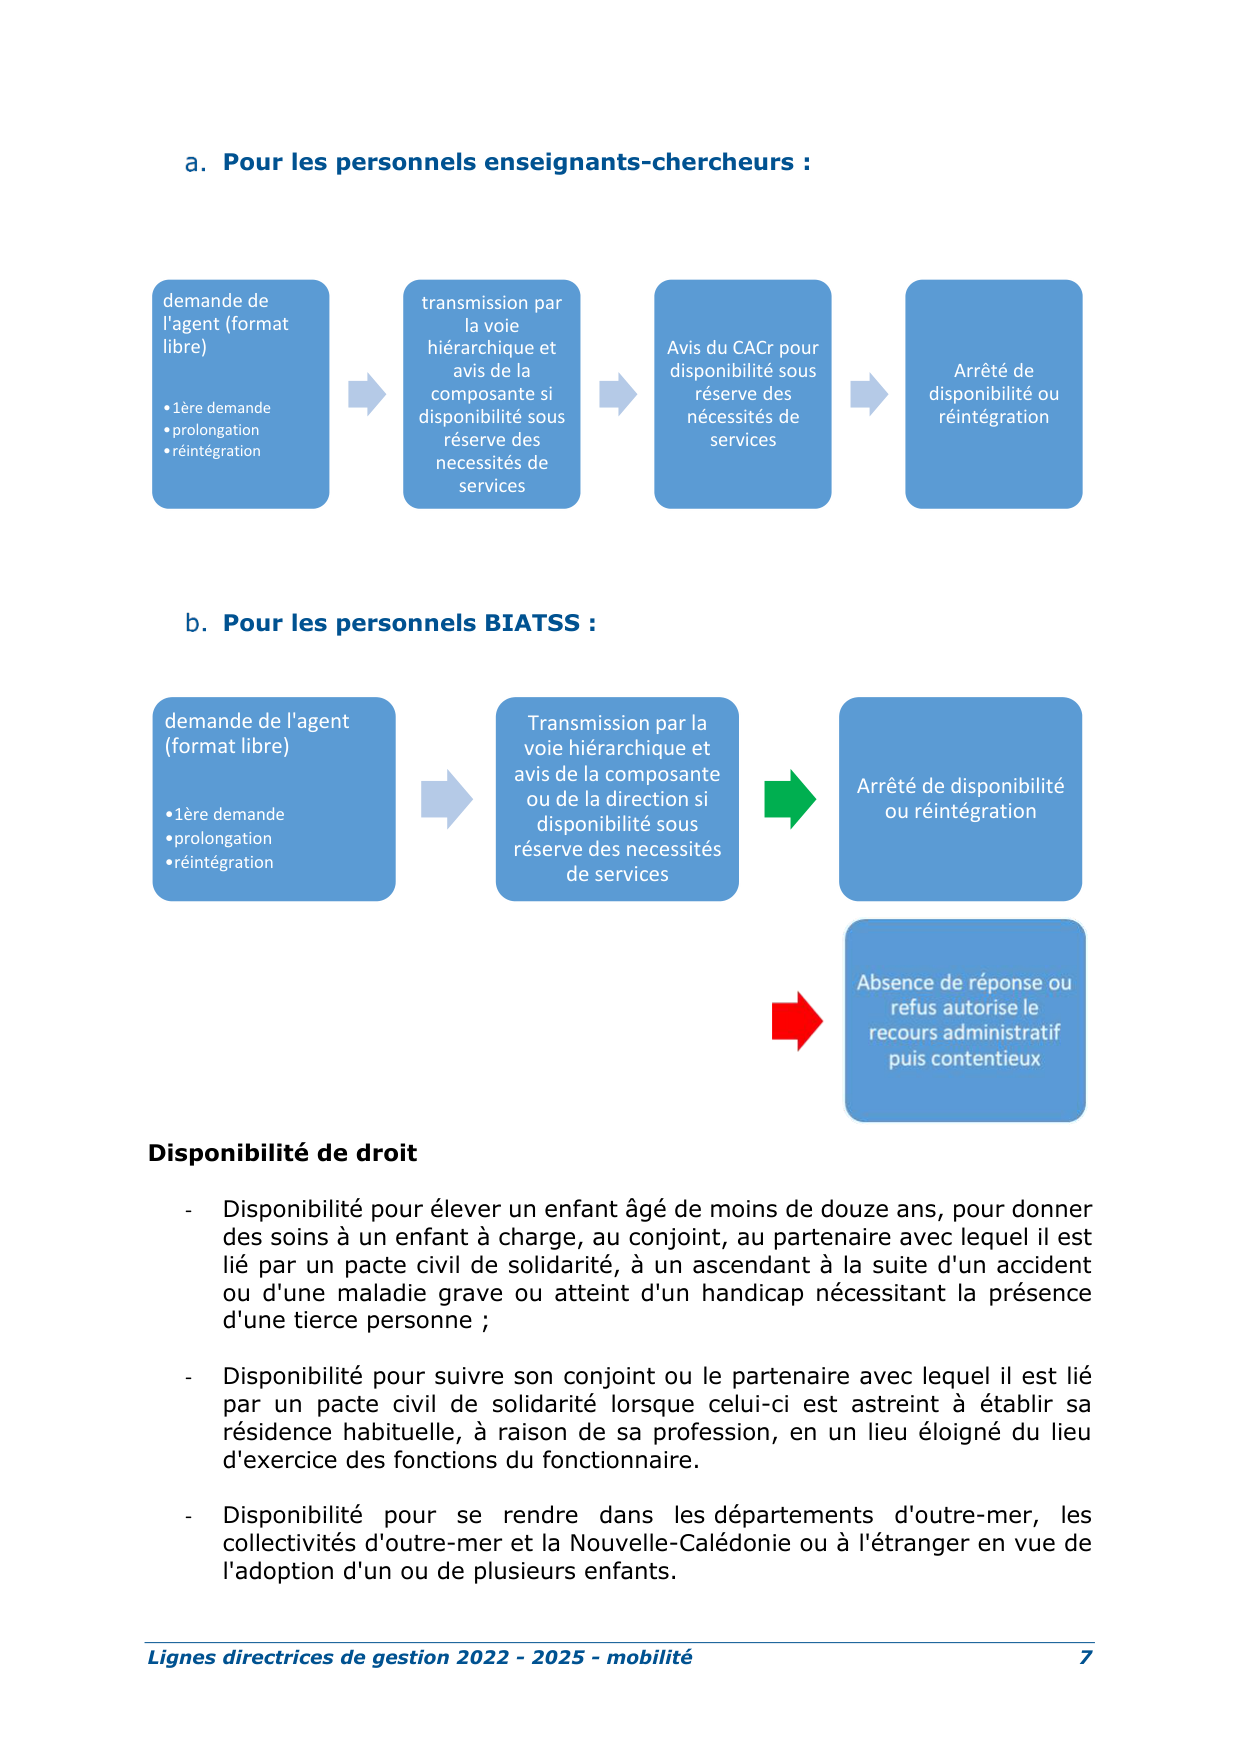 a. Pour les personnels enseignants-chercheurs :
demande de
l'agent (format
libre)
•1ère demande
•prolongation
•réintégration
transmission par
la voie
hiérarchique et
avis de la
composante si
disponibilité sous
réserve des
necessités de
services
Avis du CACr pour
disponibilité sous
réserve des
nécessités de
services
Arrêté de
disponibilité ou
réintégration
b. Pour les personnels BIATSS :
demande de l'agent
(format libre)
•1ère demande
•prolongation
•réintégration
Transmission par la
voie hiérarchique et
avis de la composante
ou de la direction si
disponibilité sous
réserve des necessités
de services
Arrêté de disponibilité
ou réintégration
Absence de réponse ou
refus autorise le
recours administratif
puis contentieux
Disponibilité de droit
- Disponibilité pour élever un enfant âgé de moins de douze ans, pour donner
des soins à un enfant à charge, au conjoint, au partenaire avec lequel il est
lié par un pacte civil de solidarité, à un ascendant à la suite d'un accident
ou d'une maladie grave ou atteint d'un handicap nécessitant la présence
d'une tierce personne ;
- Disponibilité pour suivre son conjoint ou le partenaire avec lequel il est lié
par un pacte civil de solidarité lorsque celui-ci est astreint à établir sa
résidence habituelle, à raison de sa profession, en un lieu éloigné du lieu
d'exercice des fonctions du fonctionnaire.
- Disponibilité pour se rendre dans les départements d'outre-mer, les
collectivités d'outre-mer et la Nouvelle-Calédonie ou à l'étranger en vue de
l'adoption d'un ou de plusieurs enfants.
Lignes directrices de gestion 2022 - 2025 - mobilité 7